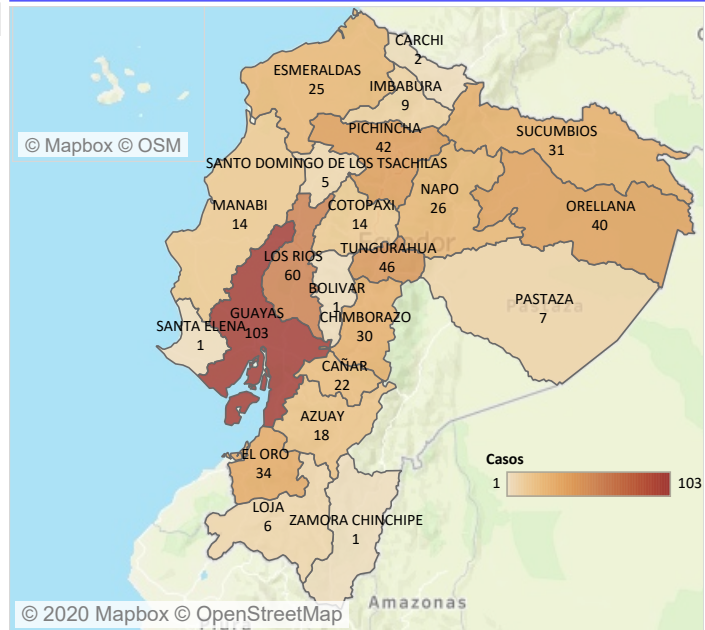 CARCHI
2
ESMERALDAS
25
IMBABURA
9
© Mapbox © OSM
PICHINCHA
42
SUCUMBIOS
31
SANTO DOMINGO DE LOS TSACHILAS
5
NAPO
26
MANABI
14
COTOPAXI
14
ORELLANA
40
Ecuador
TUNGURAHUA
46
LOS RIOS
60
BOLIVAR
1
PASTAZA
7
Pastaza
GUAYAS
103
CHIMBORAZO
30
SANTA ELENA
1
CAÑAR
22
AZUAY
18
EL ORO
34
Casos
1
103
LOJA
6
ZAMORA CHINCHIPE
1
Amazonas
© 2020 Mapbox © OpenStreetMap